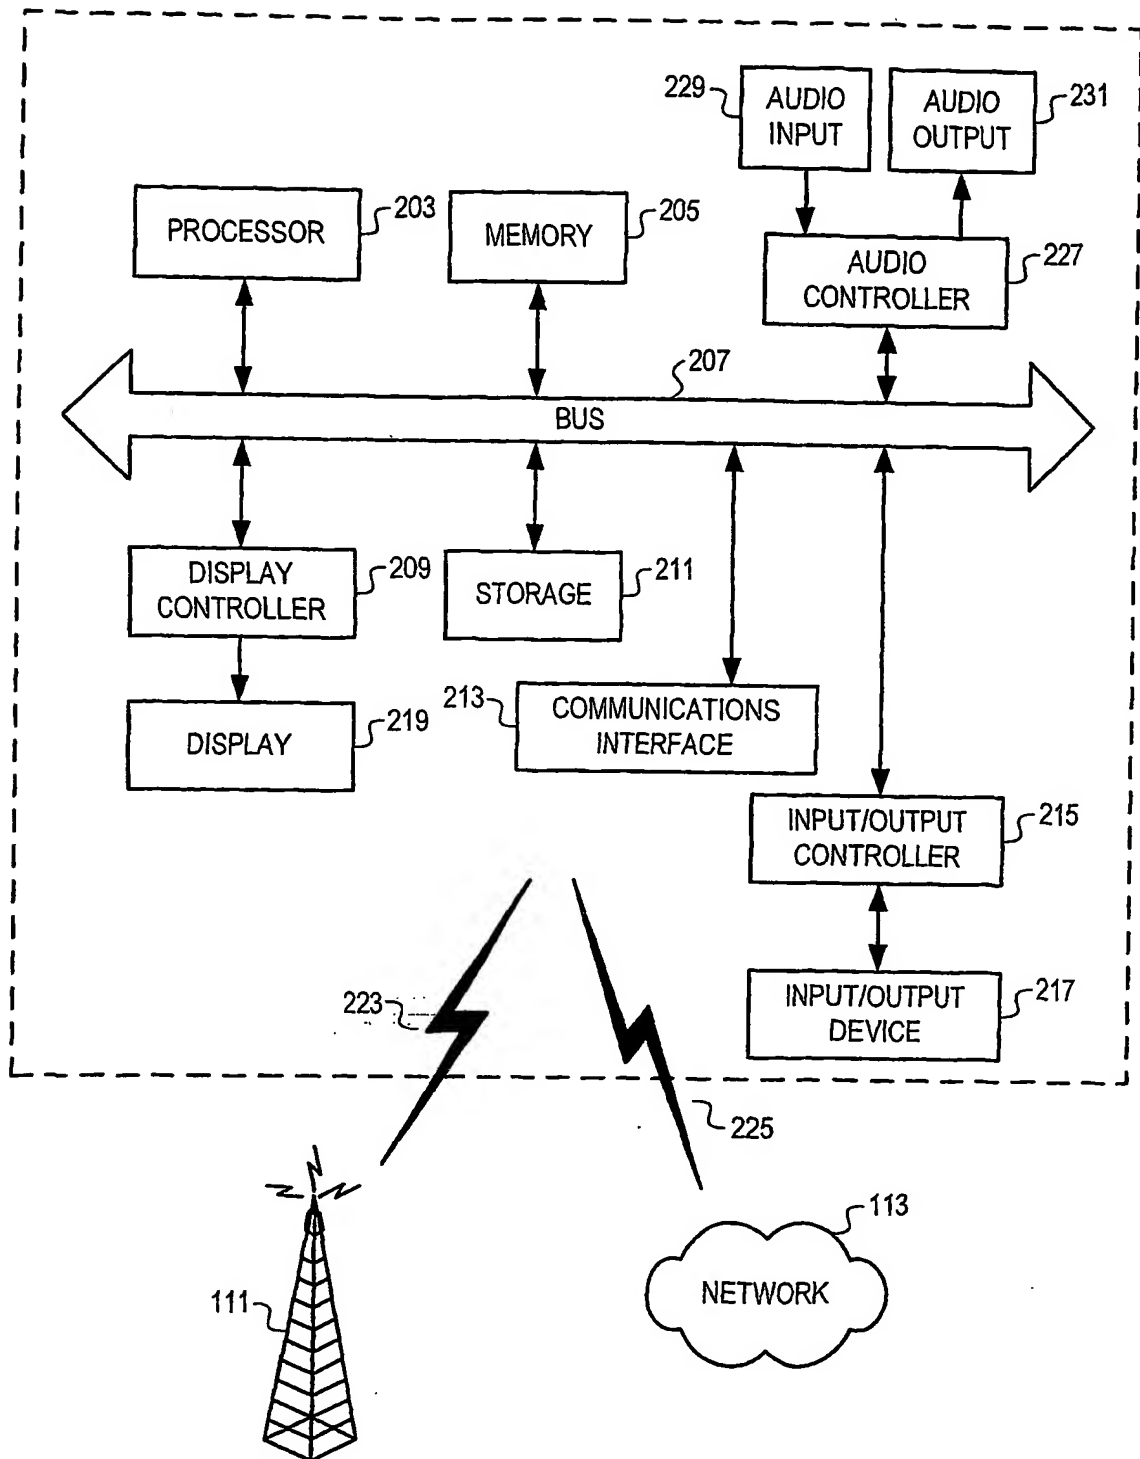 229
AUDIO
INPUT
AUDIO
OUTPUT
231
PROCESSOR
203
MEMORY
205
AUDIO
CONTROLLER
227
207
BUS
DISPLAY
CONTROLLER
209
STORAGE
211
213
COMMUNICATIONS
INTERFACE
DISPLAY
219
INPUT/OUTPUT
CONTROLLER
215
223
INPUT/OUTPUT
DEVICE
217
225
113
NETWORK
111